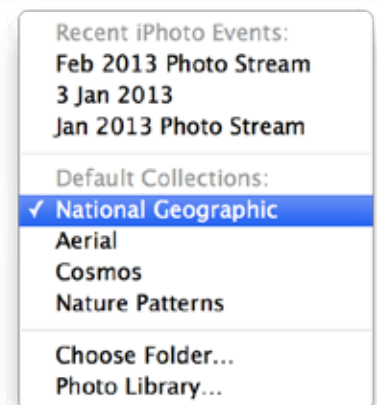 Recent iPhoto Events:
Feb 2013 Photo Stream
3 Jan 2013
Jan 2013 Photo Stream
Default Collections:
✓ National Geographic
Aerial
Cosmos
Nature Patterns
Choose Folder...
Photo Library...